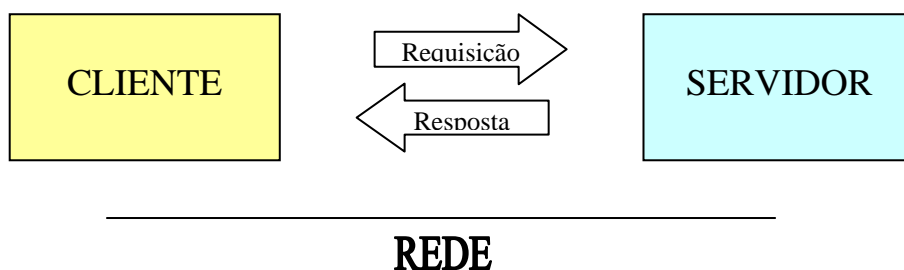 CLIENTE
Requisição
Resposta
SERVIDOR
REDE